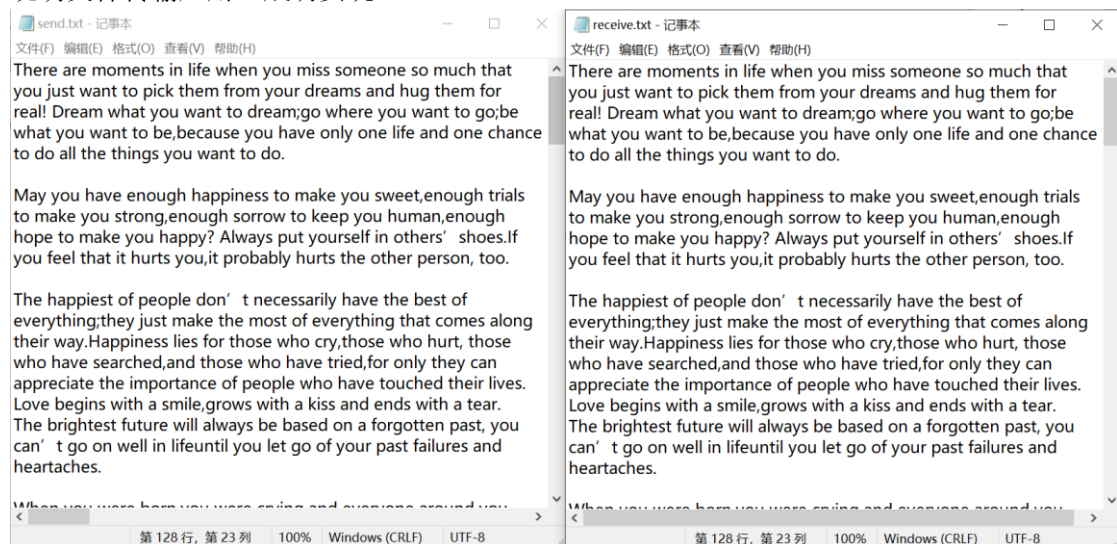 send.txt - 记事本
文件(F) 编辑(E) 格式(O) 查看(V) 帮助(H)
There are moments in life when you miss someone so much that
you just want to pick them from your dreams and hug them for
real! Dream what you want to dream;go where you want to go;be
what you want to be,because you have only one life and one chance
to do all the things you want to do.
May you have enough happiness to make you sweet,enough trials
to make you strong,enough sorrow to keep you human,enough
hope to make you happy? Always put yourself in others’ shoes.If
you feel that it hurts you,it probably hurts the other person, too.
The happiest of people don’t necessarily have the best of
everything;they just make the most of everything that comes along
their way.Happiness lies for those who cry,those who hurt, those
who have searched,and those who have tried,for only they can
appreciate the importance of people who have touched their lives.
Love begins with a smile,grows with a kiss and ends with a tear.
The brightest future will always be based on a forgotten past, you
can’t go on well in lifeuntil you let go of your past failures and
heartaches.
When you were born,you were crying and everyone around you
第 128 行, 第 23 列 100% Windows (CRLF) UTF-8
receive.txt - 记事本
文件(F) 编辑(E) 格式(O) 查看(V) 帮助(H)
There are moments in life when you miss someone so much that
you just want to pick them from your dreams and hug them for
real! Dream what you want to dream;go where you want to go;be
what you want to be,because you have only one life and one chance
to do all the things you want to do.
May you have enough happiness to make you sweet,enough trials
to make you strong,enough sorrow to keep you human,enough
hope to make you happy? Always put yourself in others’ shoes.If
you feel that it hurts you,it probably hurts the other person, too.
The happiest of people don’t necessarily have the best of
everything;they just make the most of everything that comes along
their way.Happiness lies for those who cry,those who hurt, those
who have searched,and those who have tried,for only they can
appreciate the importance of people who have touched their lives.
Love begins with a smile,grows with a kiss and ends with a tear.
The brightest future will always be based on a forgotten past, you
can’t go on well in lifeuntil you let go of your past failures and
heartaches.
When you were born,you were crying and everyone around you
第 128 行, 第 23 列 100% Windows (CRLF) UTF-8